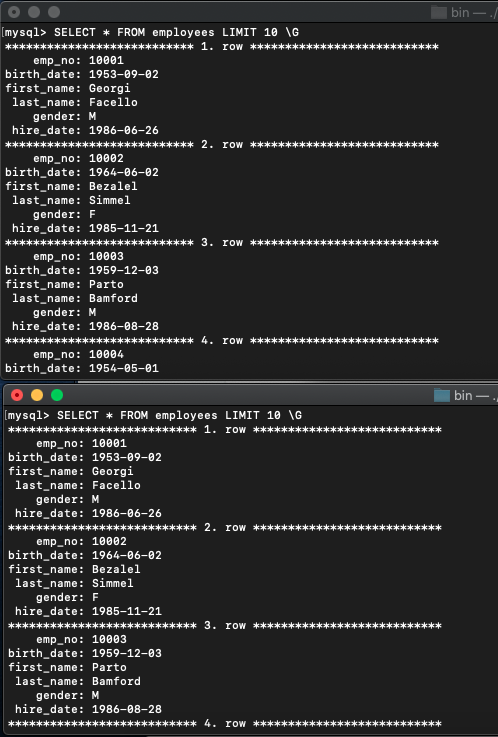 bin — ./
[mysql> SELECT * FROM employees LIMIT 10 \G
*************************** 1. row ***************************
    emp_no: 10001
birth_date: 1953-09-02
first_name: Georgi
 last_name: Facello
    gender: M
 hire_date: 1986-06-26
*************************** 2. row ***************************
    emp_no: 10002
birth_date: 1964-06-02
first_name: Bezalel
 last_name: Simmel
    gender: F
 hire_date: 1985-11-21
*************************** 3. row ***************************
    emp_no: 10003
birth_date: 1959-12-03
first_name: Parto
 last_name: Bamford
    gender: M
 hire_date: 1986-08-28
*************************** 4. row ***************************
    emp_no: 10004
birth_date: 1954-05-01
bin — ./
[mysql> SELECT * FROM employees LIMIT 10 \G
*************************** 1. row ***************************
    emp_no: 10001
birth_date: 1953-09-02
first_name: Georgi
 last_name: Facello
    gender: M
 hire_date: 1986-06-26
*************************** 2. row ***************************
    emp_no: 10002
birth_date: 1964-06-02
first_name: Bezalel
 last_name: Simmel
    gender: F
 hire_date: 1985-11-21
*************************** 3. row ***************************
    emp_no: 10003
birth_date: 1959-12-03
first_name: Parto
 last_name: Bamford
    gender: M
 hire_date: 1986-08-28
*************************** 4. row ***************************